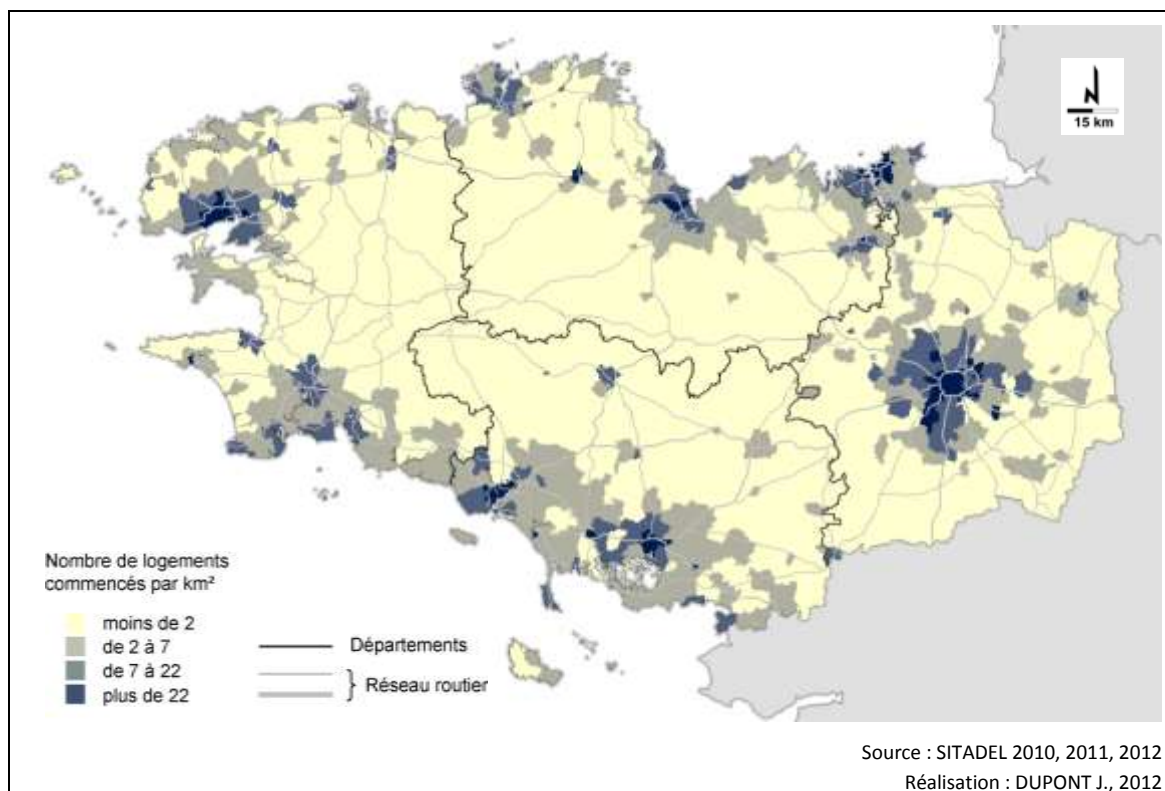 N
15 km
Nombre de logements
commencés par km²
moins de 2
de 2 à 7
de 7 à 22
plus de 22
Départements
} Réseau routier
Source : SITADEL 2010, 2011, 2012
Réalisation : DUPONT J., 2012